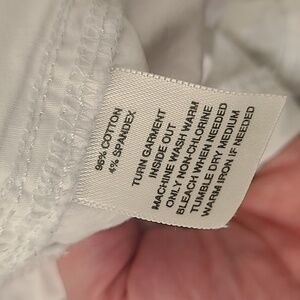 96% COTTON
4% SPANDEX
TURN GARMENT
INSIDE OUT
MACHINE WASH WARM
ONLY NON-CHLORINE
BLEACH WHEN NEEDED
TUMBLE DRY MEDIUM
WARM IRON IF NEEDED